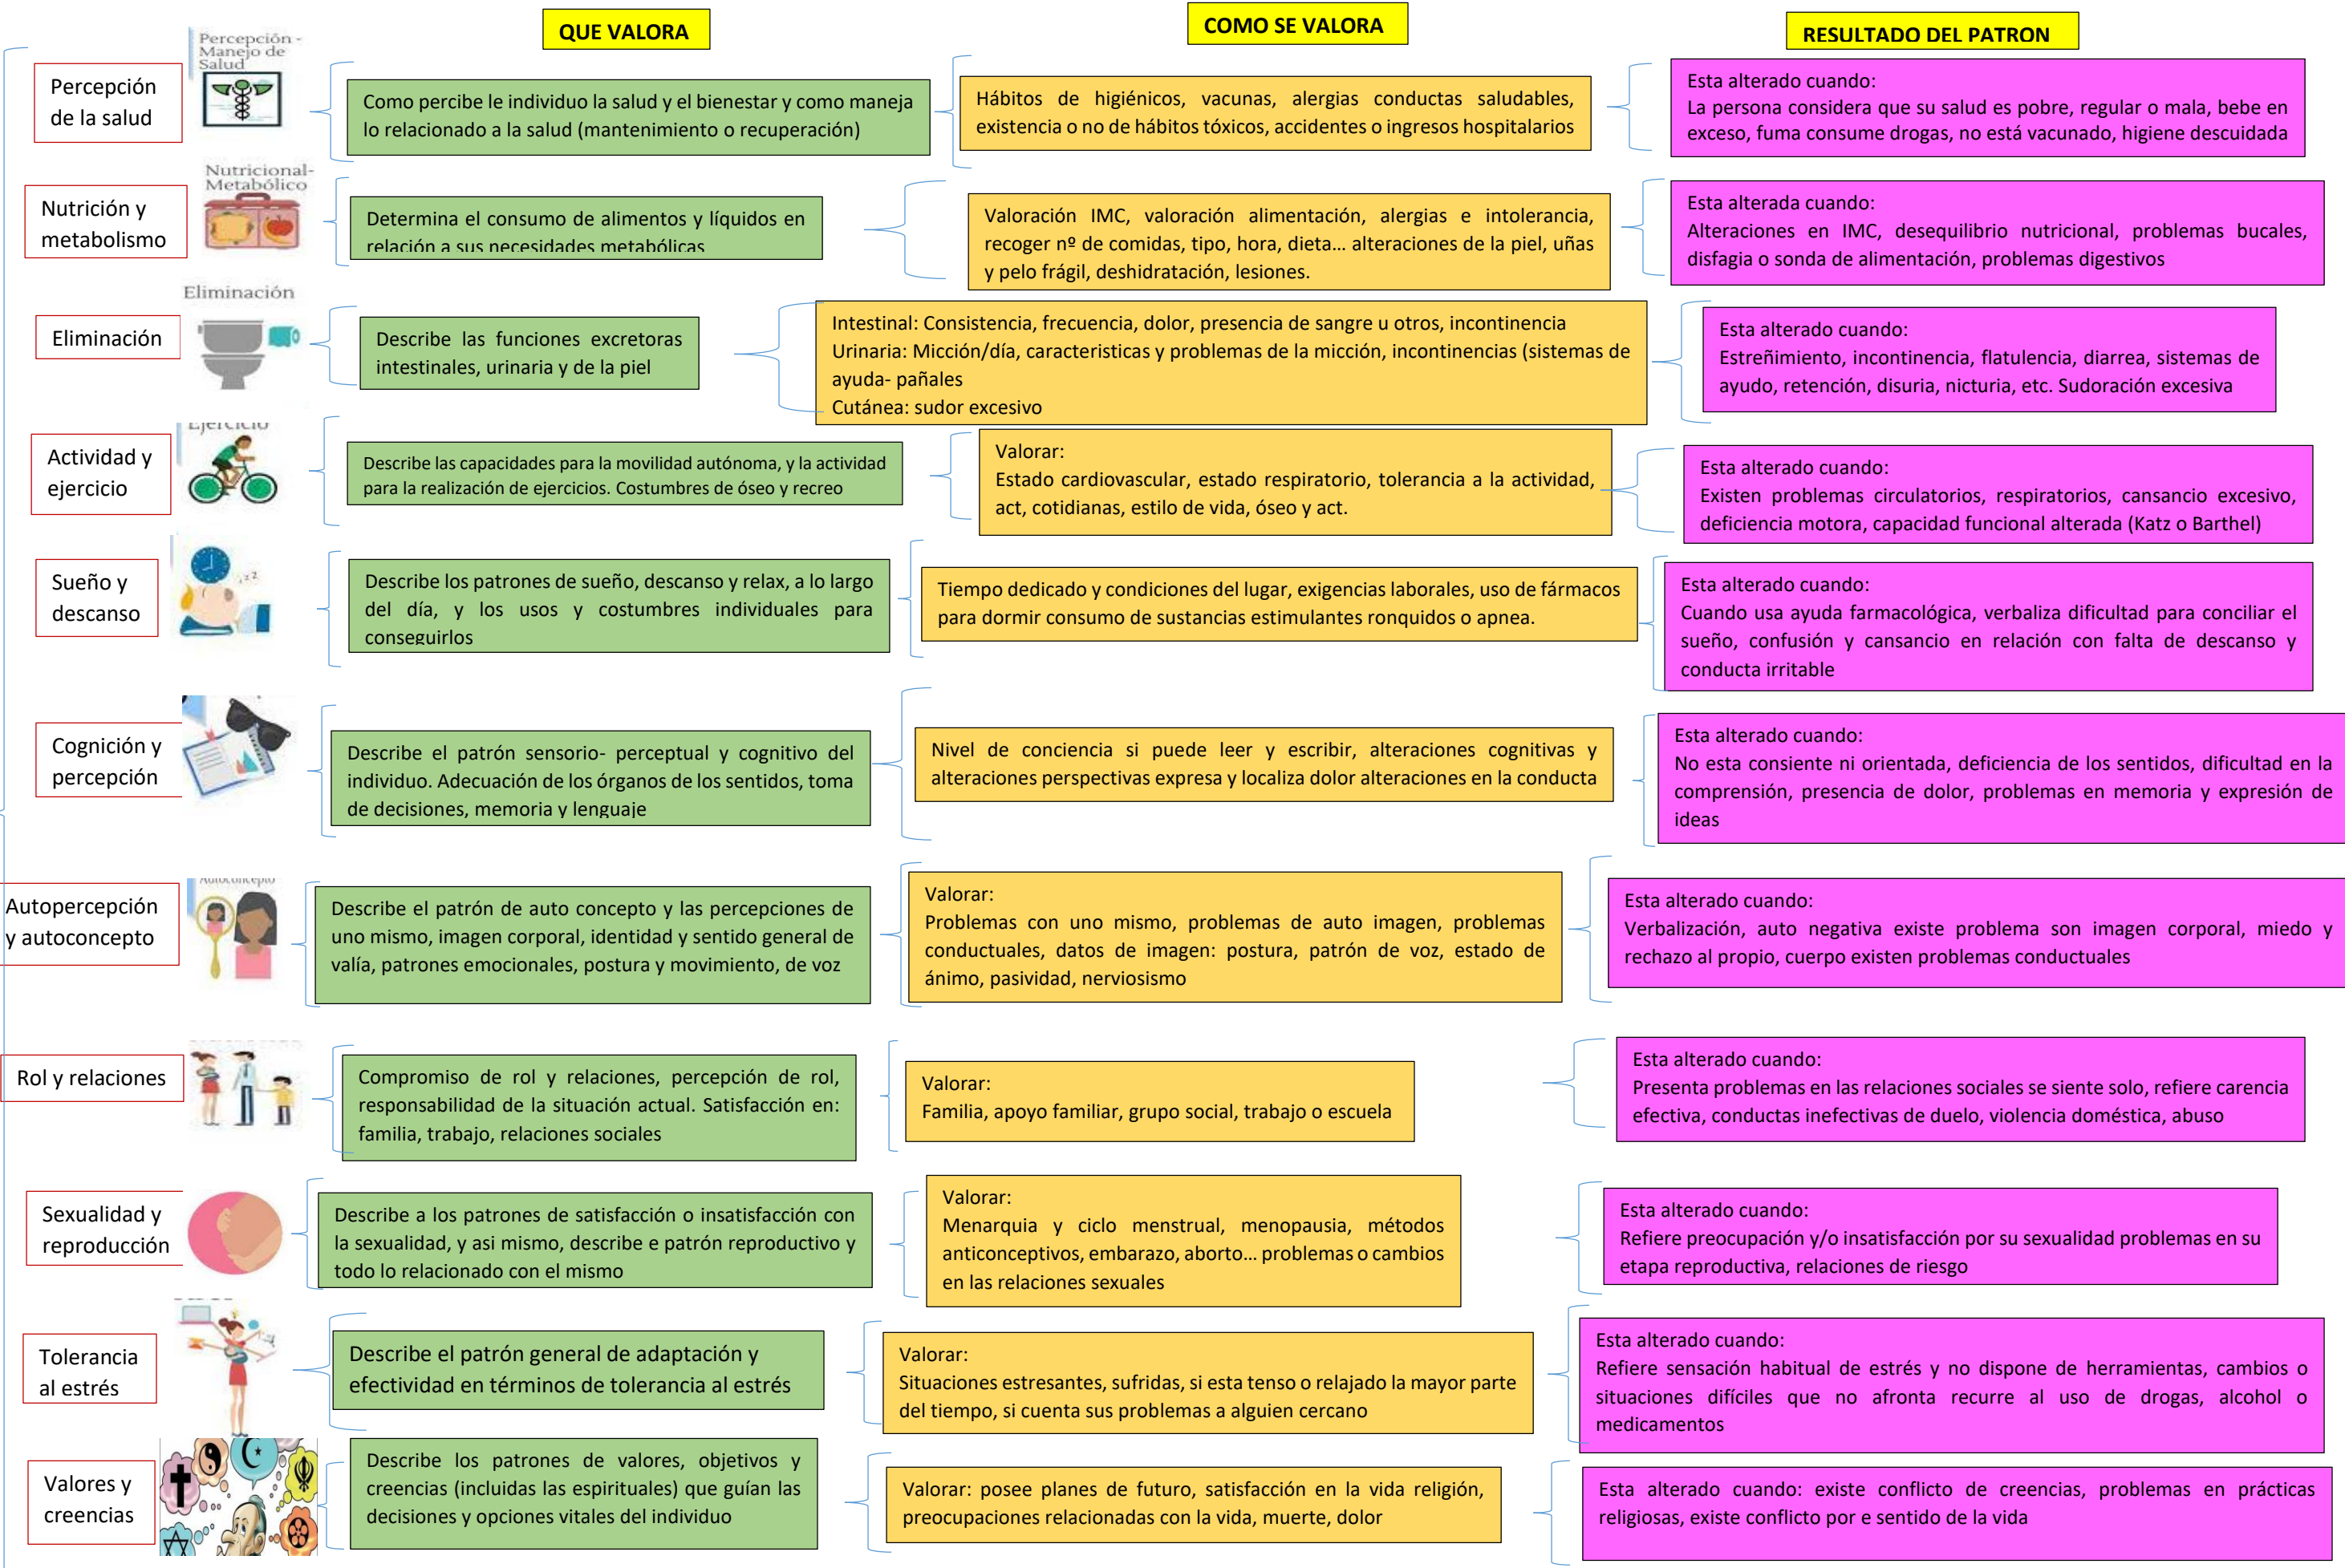 QUE VALORA
COMO SE VALORA
RESULTADO DEL PATRON
Percepción
de la salud
Percepción -
Manejo de
Salud
Como percibe le individuo la salud y el bienestar y como maneja
lo relacionado a la salud (mantenimiento o recuperación)
Hábitos de higiénicos, vacunas, alergias conductas saludables,
existencia o no de hábitos tóxicos, accidentes o ingresos hospitalarios
Esta alterado cuando:
La persona considera que su salud es pobre, regular o mala, bebe en
exceso, fuma consume drogas, no está vacunado, higiene descuidada
Nutrición y
metabolismo
Nutricional-
Metabólico
Determina el consumo de alimentos y líquidos en
relación a sus necesidades metabólicas
Valoración IMC, valoración alimentación, alergias e intolerancia,
recoger nº de comidas, tipo, hora, dieta… alteraciones de la piel, uñas
y pelo frágil, deshidratación, lesiones.
Esta alterada cuando:
Alteraciones en IMC, desequilibrio nutricional, problemas bucales,
disfagia o sonda de alimentación, problemas digestivos
Eliminación
Eliminación
Describe las funciones excretoras
intestinales, urinaria y de la piel
Intestinal: Consistencia, frecuencia, dolor, presencia de sangre u otros, incontinencia
Urinaria: Micción/día, caracteristicas y problemas de la micción, incontinencias (sistemas de
ayuda- pañales
Cutánea: sudor excesivo
Esta alterado cuando:
Estreñimiento, incontinencia, flatulencia, diarrea, sistemas de
ayudo, retención, disuria, nicturia, etc. Sudoración excesiva
Actividad y
ejercicio
Ejercicio
Describe las capacidades para la movilidad autónoma, y la actividad
para la realización de ejercicios. Costumbres de óseo y recreo
Valorar:
Estado cardiovascular, estado respiratorio, tolerancia a la actividad,
act, cotidianas, estilo de vida, óseo y act.
Esta alterado cuando:
Existen problemas circulatorios, respiratorios, cansancio excesivo,
deficiencia motora, capacidad funcional alterada (Katz o Barthel)
Sueño y
descanso
Describe los patrones de sueño, descanso y relax, a lo largo
del día, y los usos y costumbres individuales para
conseguirlos
Tiempo dedicado y condiciones del lugar, exigencias laborales, uso de fármacos
para dormir consumo de sustancias estimulantes ronquidos o apnea.
Esta alterado cuando:
Cuando usa ayuda farmacológica, verbaliza dificultad para conciliar el
sueño, confusión y cansancio en relación con falta de descanso y
conducta irritable
Cognición y
percepción
Describe el patrón sensorio- perceptual y cognitivo del
individuo. Adecuación de los órganos de los sentidos, toma
de decisiones, memoria y lenguaje
Nivel de conciencia si puede leer y escribir, alteraciones cognitivas y
alteraciones perspectivas expresa y localiza dolor alteraciones en la conducta
Esta alterado cuando:
No esta consiente ni orientada, deficiencia de los sentidos, dificultad en la
comprensión, presencia de dolor, problemas en memoria y expresión de
ideas
Autopercepción
y autoconcepto
Autoconcepto
Describe el patrón de auto concepto y las percepciones de
uno mismo, imagen corporal, identidad y sentido general de
valía, patrones emocionales, postura y movimiento, de voz
Valorar:
Problemas con uno mismo, problemas de auto imagen, problemas
conductuales, datos de imagen: postura, patrón de voz, estado de
ánimo, pasividad, nerviosismo
Esta alterado cuando:
Verbalización, auto negativa existe problema son imagen corporal, miedo y
rechazo al propio, cuerpo existen problemas conductuales
Rol y relaciones
Compromiso de rol y relaciones, percepción de rol,
responsabilidad de la situación actual. Satisfacción en:
familia, trabajo, relaciones sociales
Valorar:
Familia, apoyo familiar, grupo social, trabajo o escuela
Esta alterado cuando:
Presenta problemas en las relaciones sociales se siente solo, refiere carencia
efectiva, conductas inefectivas de duelo, violencia doméstica, abuso
Sexualidad y
reproducción
Describe a los patrones de satisfacción o insatisfacción con
la sexualidad, y asi mismo, describe e patrón reproductivo y
todo lo relacionado con el mismo
Valorar:
Menarquia y ciclo menstrual, menopausia, métodos
anticonceptivos, embarazo, aborto… problemas o cambios
en las relaciones sexuales
Esta alterado cuando:
Refiere preocupación y/o insatisfacción por su sexualidad problemas en su
etapa reproductiva, relaciones de riesgo
Tolerancia
al estrés
Describe el patrón general de adaptación y
efectividad en términos de tolerancia al estrés
Valorar:
Situaciones estresantes, sufridas, si esta tenso o relajado la mayor parte
del tiempo, si cuenta sus problemas a alguien cercano
Esta alterado cuando:
Refiere sensación habitual de estrés y no dispone de herramientas, cambios o
situaciones difíciles que no afronta recurre al uso de drogas, alcohol o
medicamentos
Valores y
creencias
Describe los patrones de valores, objetivos y
creencias (incluidas las espirituales) que guían las
decisiones y opciones vitales del individuo
Valorar: posee planes de futuro, satisfacción en la vida religión,
preocupaciones relacionadas con la vida, muerte, dolor
Esta alterado cuando: existe conflicto de creencias, problemas en prácticas
religiosas, existe conflicto por e sentido de la vida